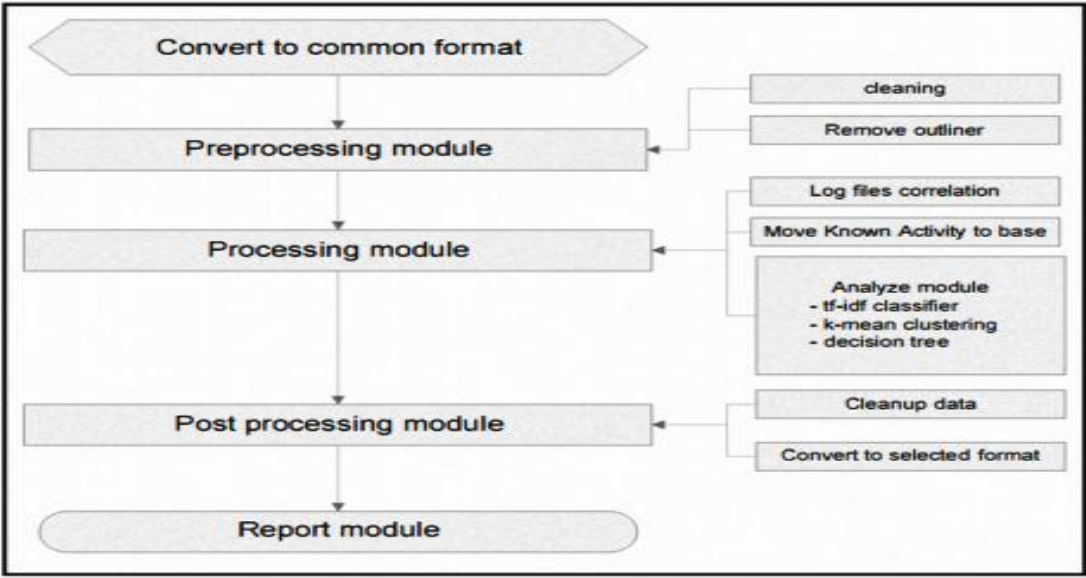 Convert to common format
cleaning
Remove outliner
Preprocessing module
Log files correlation
Move Known Activity to base
Processing module
Analyze module
- tf-idf classifier
- k-mean clustering
- decision tree
Cleanup data
Post processing module
Convert to selected format
Report module